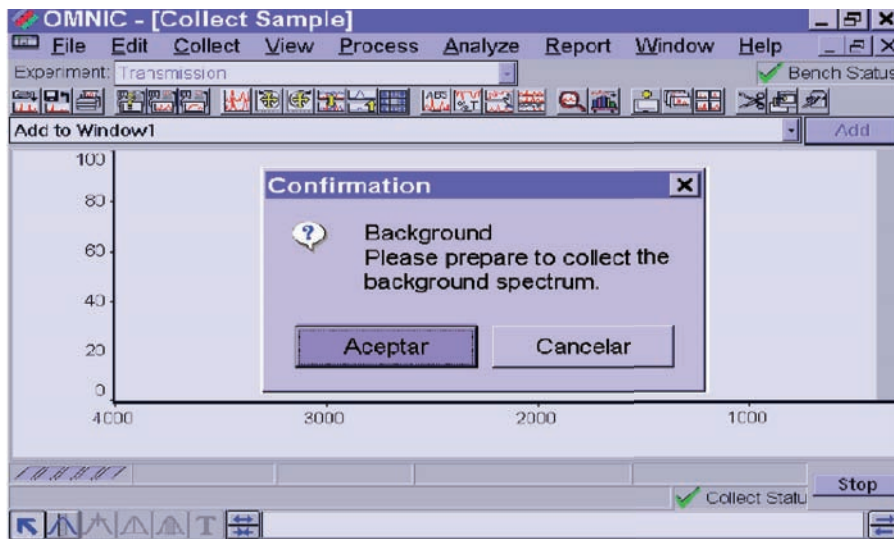 OMNIC - [Collect Sample]
File Edit Collect View Process Analyze Report Window Help
Experiment: Transmission
Bench Status
Add to Window1
Add
100
80
60
40
20
0
4000 3000 2000 1000
Confirmation
Background
Please prepare to collect the
background spectrum.
Aceptar Cancelar
Collect Statu
Stop
T